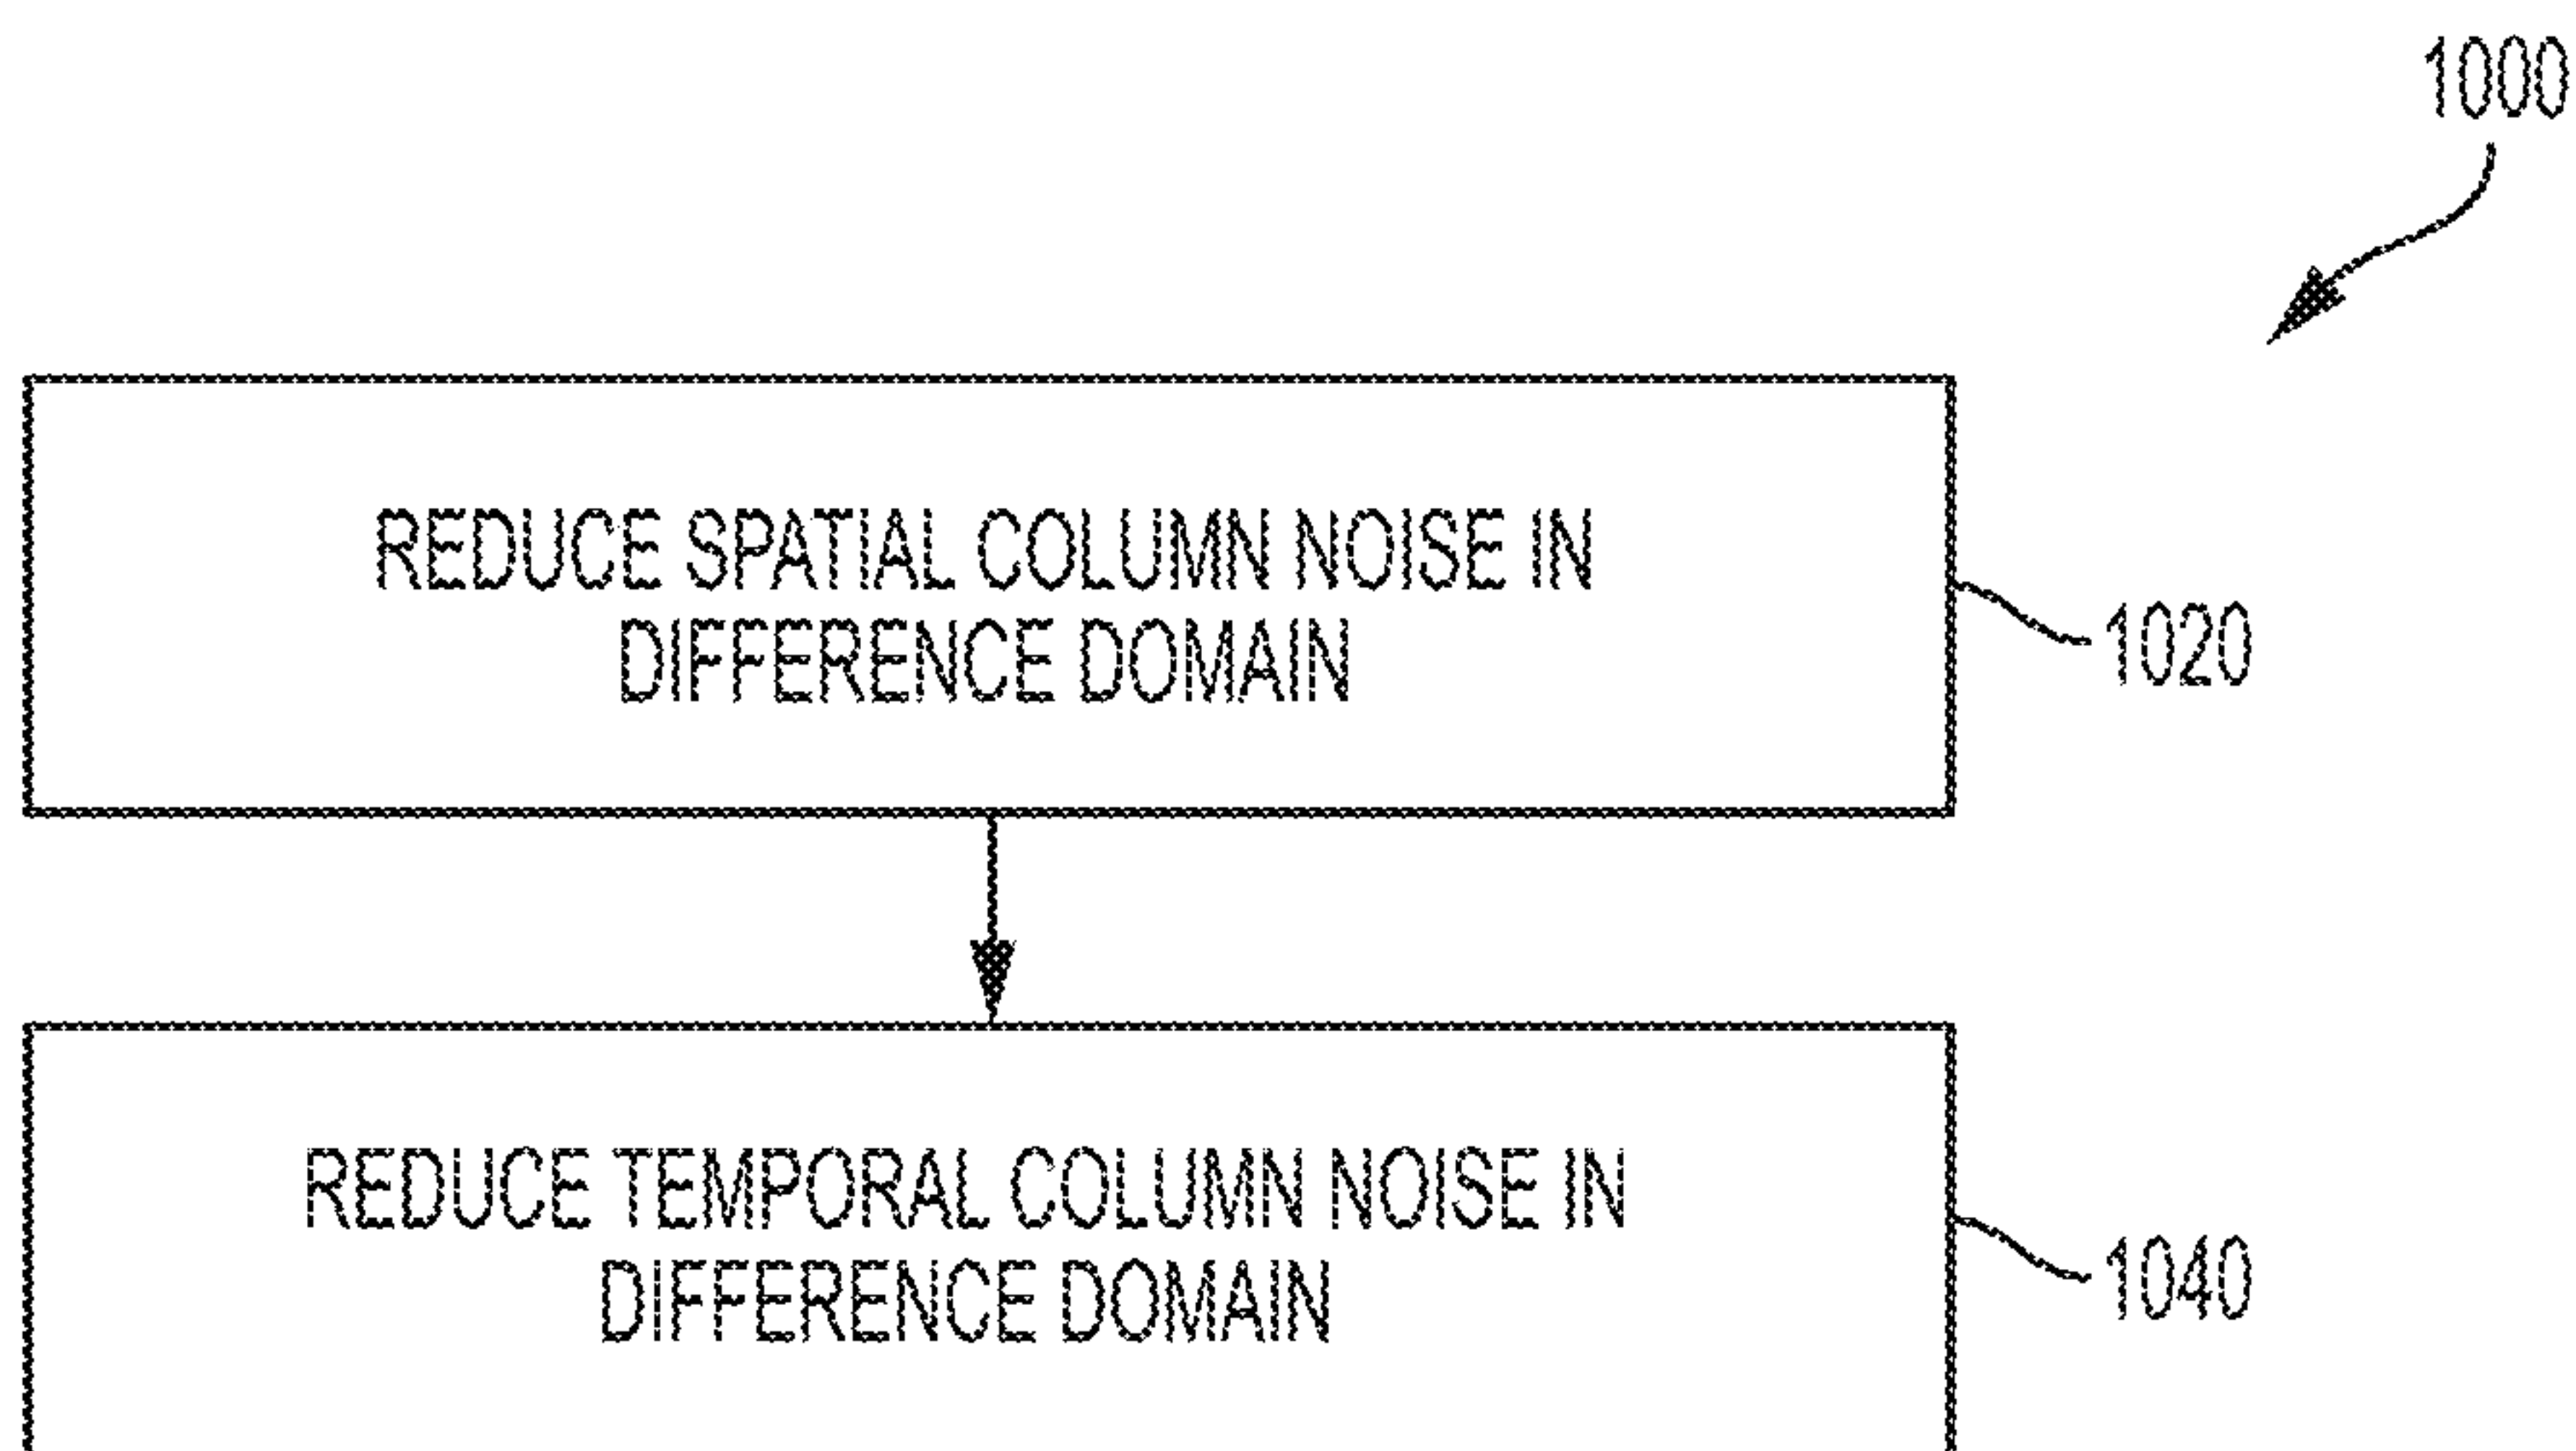 1000
REDUCE SPATIAL COLUMN NOISE IN
DIFFERENCE DOMAIN
1020
REDUCE TEMPORAL COLUMN NOISE IN
DIFFERENCE DOMAIN
1040